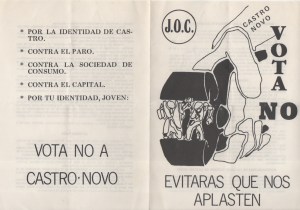 * POR LA IDENTIDAD DE CAS-
TRO.
* CONTRA EL PARO.
* CONTRA LA SOCIEDAD DE
CONSUMO.
* CONTRA EL CAPITAL.
* POR TU IDENTIDAD, JOVEN:
VOTA NO A
CASTRO-NOVO
J.O.C.
CASTRO
NOVO
VOTA
NO
EVITARAS QUE NOS
APLASTEN